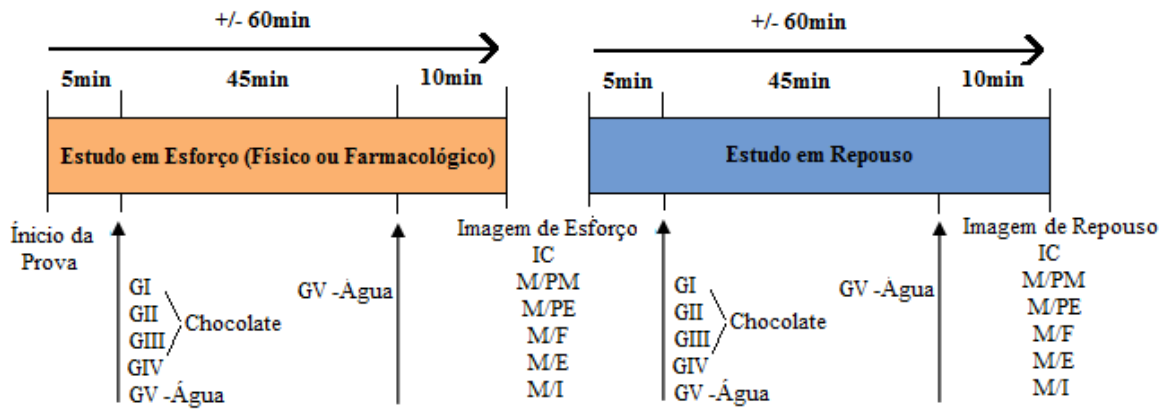 +/- 60min
5min 45min 10min
Estudo em Esforço (Físico ou Farmacológico)
Ínicio da
Prova
GI
GII
GIII
GIV
Chocolate
GV -Água
GV -Água
Imagem de Esforço
IC
M/PM
M/PE
M/F
M/E
M/I
+/- 60min
5min 45min 10min
Estudo em Repouso
GI
GII
GIII
GIV
Chocolate
GV -Água
GV -Água
Imagem de Repouso
IC
M/PM
M/PE
M/F
M/E
M/I